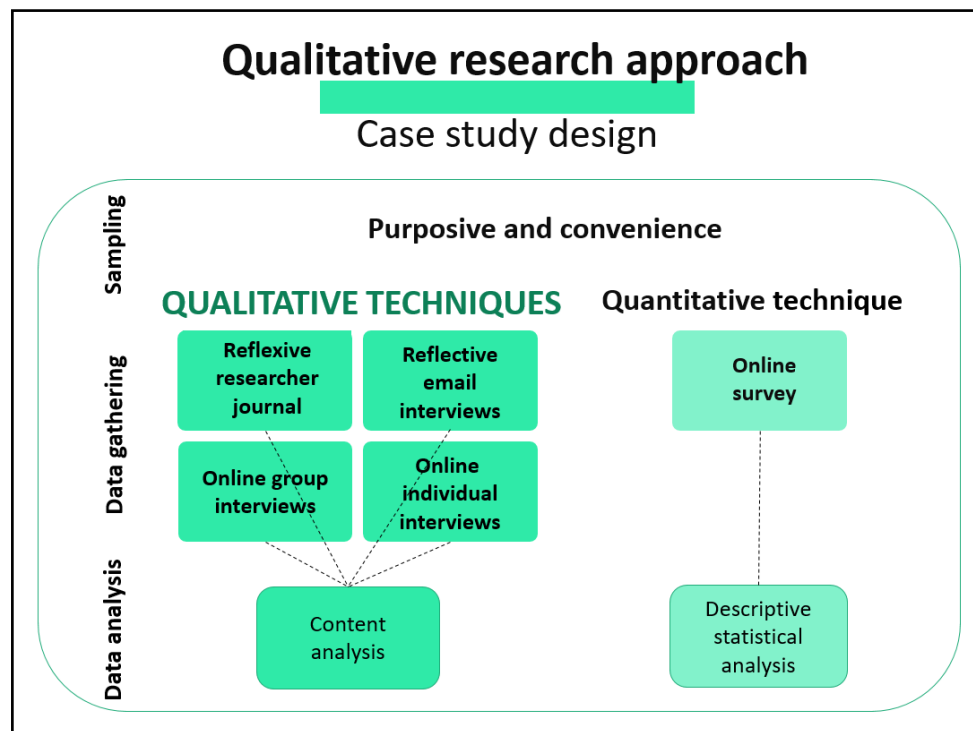 Qualitative research approach
Case study design
Sampling
Purposive and convenience
QUALITATIVE TECHNIQUES
Quantitative technique
Data gathering
Reflexive
researcher
journal
Reflective
email
interviews
Online
survey
Online group
interviews
Online
individual
interviews
Data analysis
Content
analysis
Descriptive
statistical
analysis